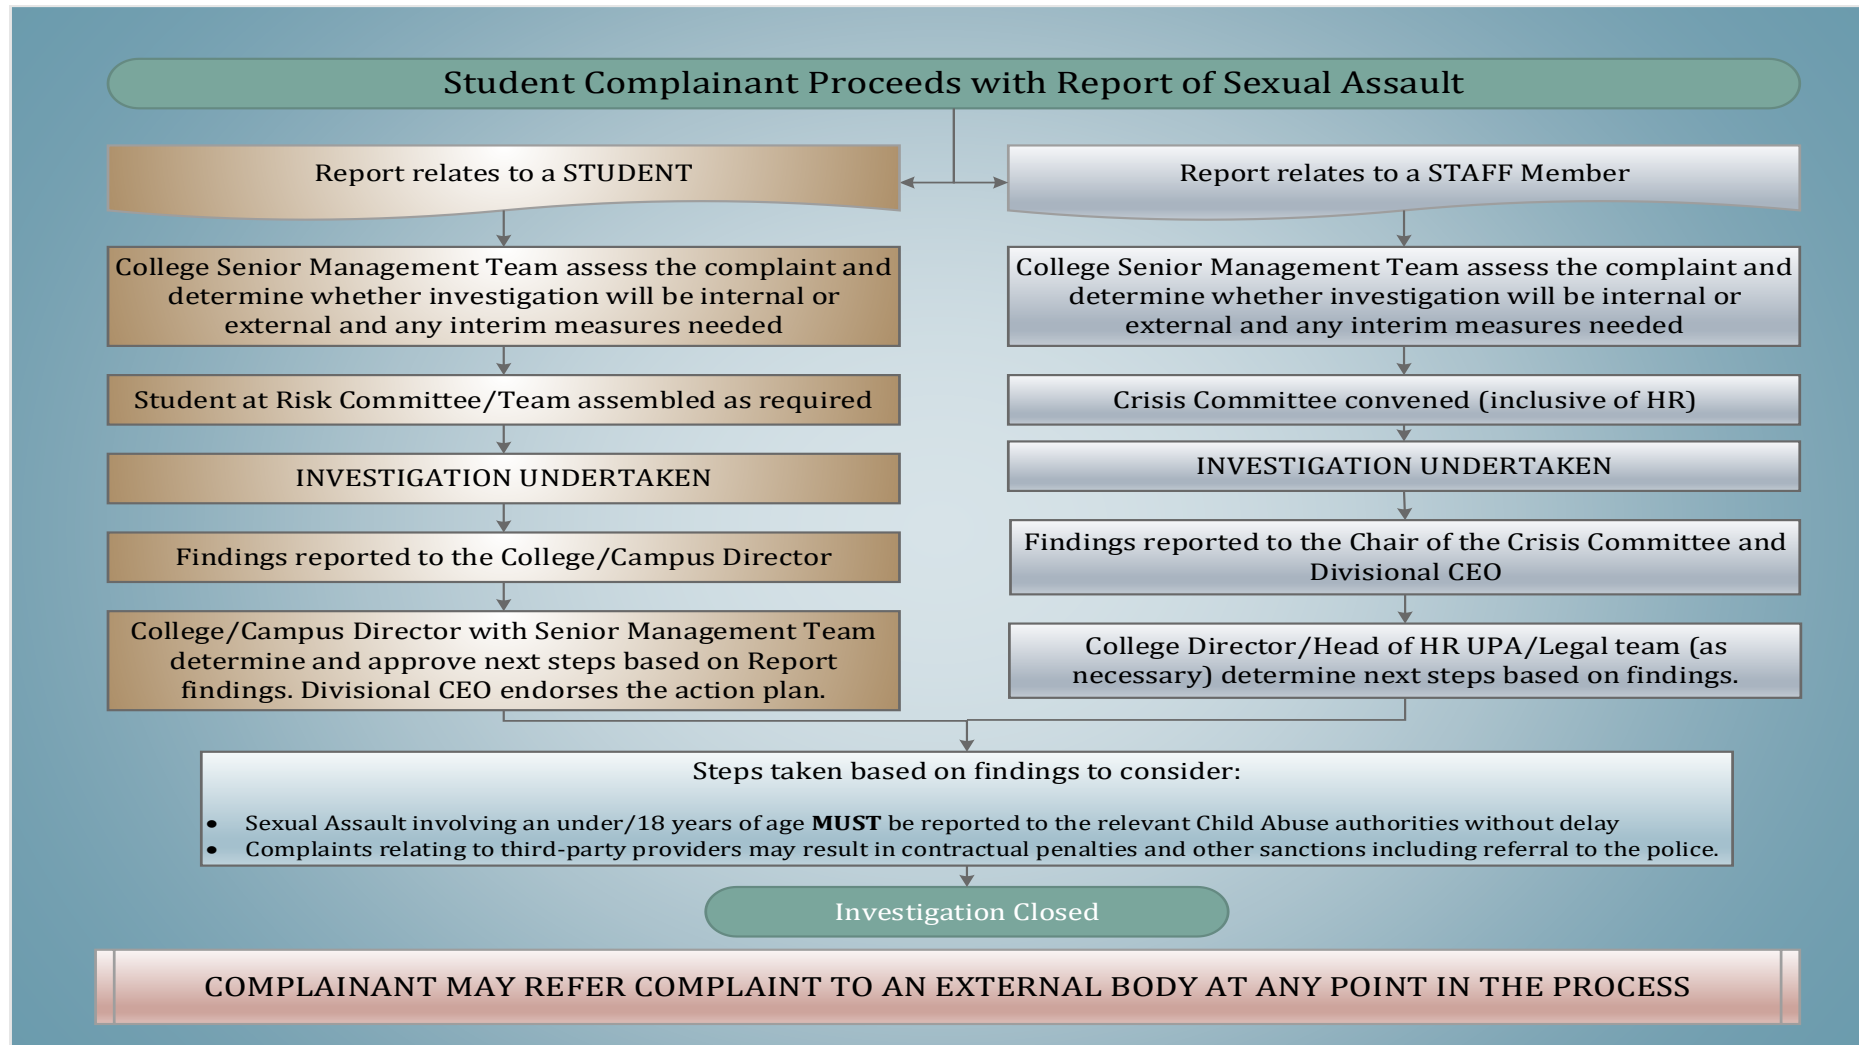 Student Complainant Proceeds with Report of Sexual Assault
Report relates to a STUDENT
College Senior Management Team assess the complaint and
determine whether investigation will be internal or
external and any interim measures needed
Student at Risk Committee/Team assembled as required
INVESTIGATION UNDERTAKEN
Findings reported to the College/Campus Director
College/Campus Director with Senior Management Team
determine and approve next steps based on Report
findings. Divisional CEO endorses the action plan.
Report relates to a STAFF Member
College Senior Management Team assess the complaint and
determine whether investigation will be internal or
external and any interim measures needed
Crisis Committee convened (inclusive of HR)
INVESTIGATION UNDERTAKEN
Findings reported to the Chair of the Crisis Committee and
Divisional CEO
College Director/Head of HR UPA/Legal team (as
necessary) determine next steps based on findings.
Steps taken based on findings to consider:
• Sexual Assault involving an under/18 years of age MUST be reported to the relevant Child Abuse authorities without delay
• Complaints relating to third-party providers may result in contractual penalties and other sanctions including referral to the police.
Investigation Closed
COMPLAINANT MAY REFER COMPLAINT TO AN EXTERNAL BODY AT ANY POINT IN THE PROCESS